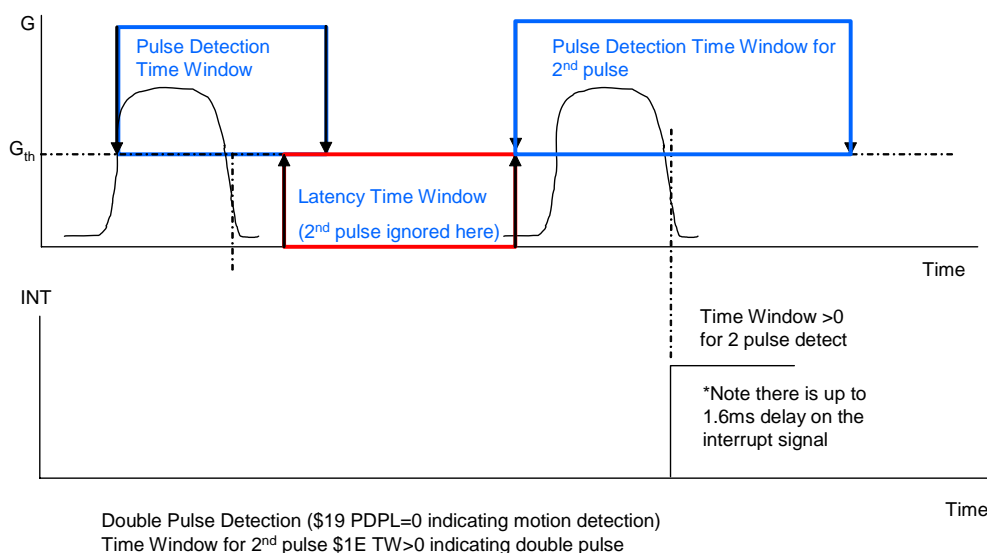 G
Pulse Detection
Time Window
Pulse Detection Time Window for
2nd pulse
Gth
Latency Time Window
(2nd pulse ignored here)
Time
INT
Time Window >0
for 2 pulse detect
*Note there is up to
1.6ms delay on the
interrupt signal
Time
Double Pulse Detection ($19 PDPL=0 indicating motion detection)
Time Window for 2nd pulse $1E TW>0 indicating double pulse